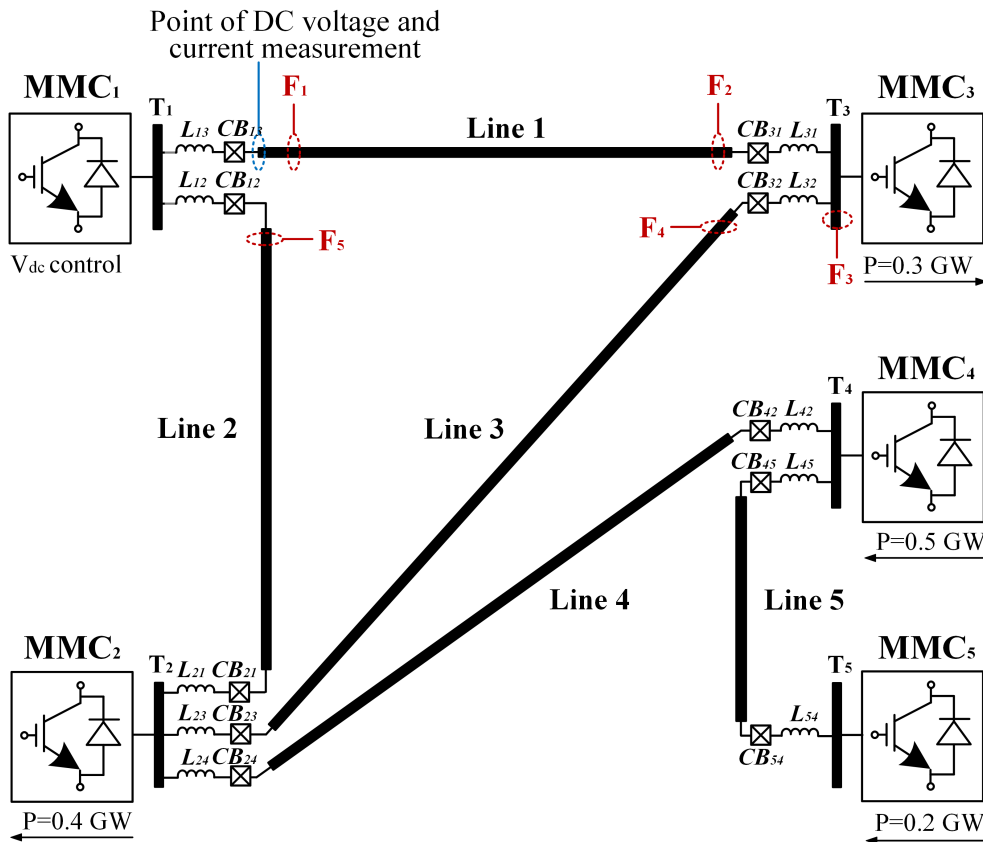 Point of DC voltage and
current measurement
MMC₁
T₁
L₁₃
CB₁₃
F₁
Line 1
F₂
CB₃₁
L₃₁
T₃
MMC₃
L₁₂
CB₁₂
CB₃₂
L₃₂
F₅
F₄
F₃
V_dc control
P=0.3 GW
MMC₄
T₄
CB₄₂
L₄₂
CB₄₅
L₄₅
Line 2
Line 3
P=0.5 GW
Line 4
Line 5
MMC₂
T₂
L₂₁
CB₂₁
L₂₃
CB₂₃
L₂₄
CB₂₄
MMC₅
T₅
L₅₄
CB₅₄
P=0.4 GW
P=0.2 GW